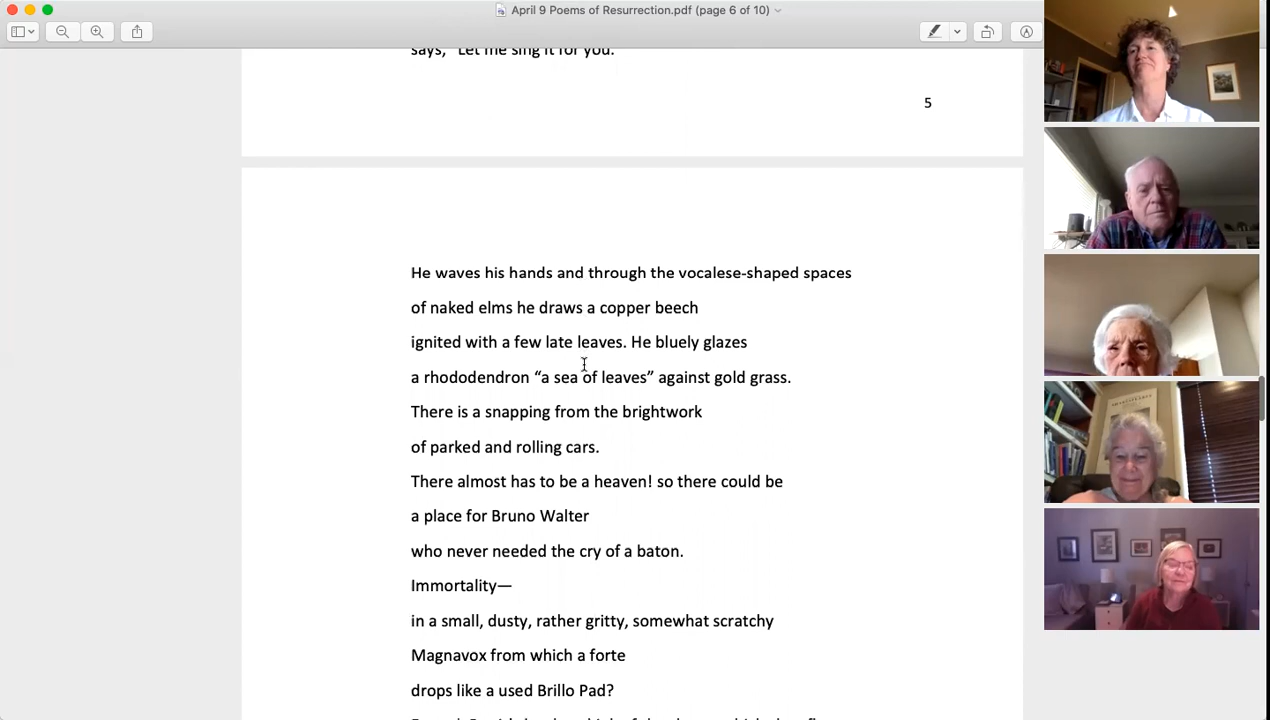 April 9 Poems of Resurrection.pdf (page 6 of 10)
says, "Let me sing it for you."
5
He waves his hands and through the vocalese-shaped spaces
of naked elms he draws a copper beech
ignited with a few late leaves. He bluely glazes
a rhododendron “a sea of leaves” against gold grass.
There is a snapping from the brightwork
of parked and rolling cars.
There almost has to be a heaven! so there could be
a place for Bruno Walter
who never needed the cry of a baton.
Immortality—
in a small, dusty, rather gritty, somewhat scratchy
Magnavox from which a forte
drops like a used Brillo Pad?